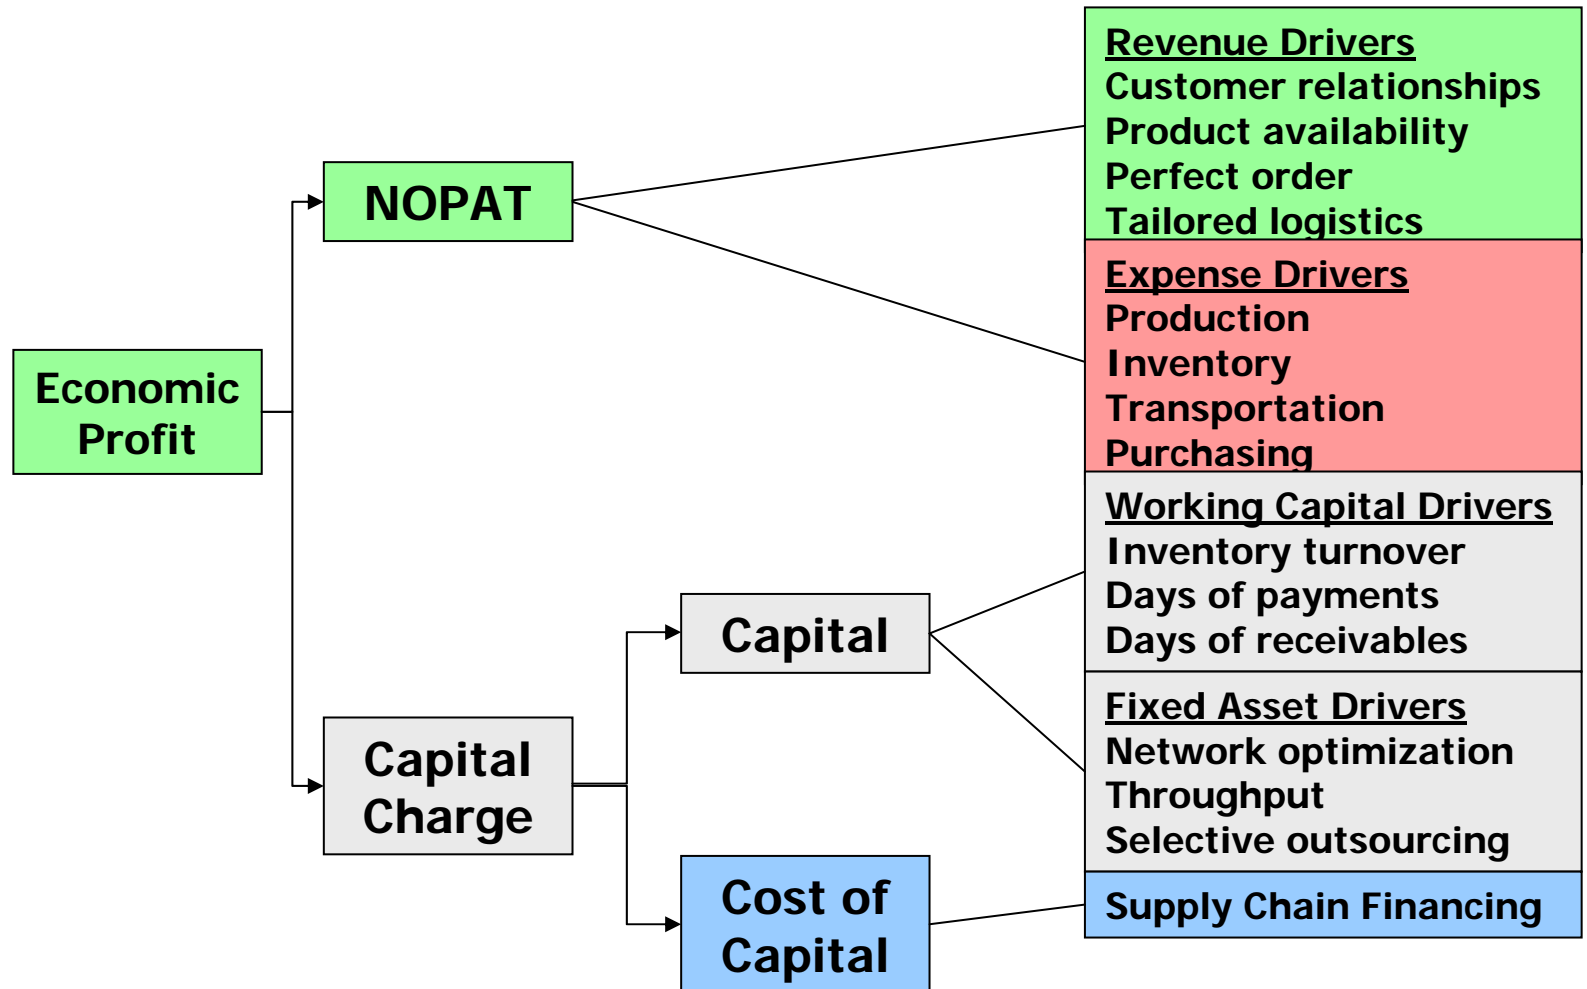 Economic
Profit
NOPAT
Capital
Charge
Capital
Cost of
Capital
Revenue Drivers
Customer relationships
Product availability
Perfect order
Tailored logistics
Expense Drivers
Production
Inventory
Transportation
Purchasing
Working Capital Drivers
Inventory turnover
Days of payments
Days of receivables
Fixed Asset Drivers
Network optimization
Throughput
Selective outsourcing
Supply Chain Financing